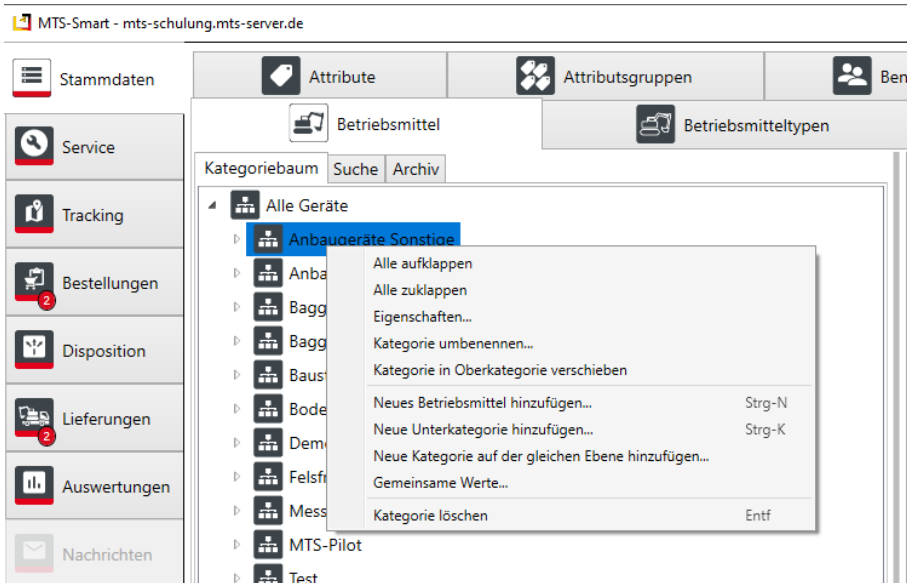 MTS-Smart - mts-schulung.mts-server.de
Stammdaten
Attribute
Attributsgruppen
Betriebsmittel
Betriebsmitteltypen
Service
Kategoriebaum
Suche
Archiv
Alle Geräte
Tracking
Anbaugeräte Sonstige
Alle aufklappen
Alle zuklappen
Eigenschaften...
Kategorie umbenennen...
Kategorie in Oberkategorie verschieben
Neues Betriebsmittel hinzufügen... Strg-N
Neue Unterkategorie hinzufügen... Strg-K
Neue Kategorie auf der gleichen Ebene hinzufügen...
Gemeinsame Werte...
Kategorie löschen Entf
Bestellungen
2
Disposition
Lieferungen
2
Auswertungen
Nachrichten
MTS-Pilot
Test